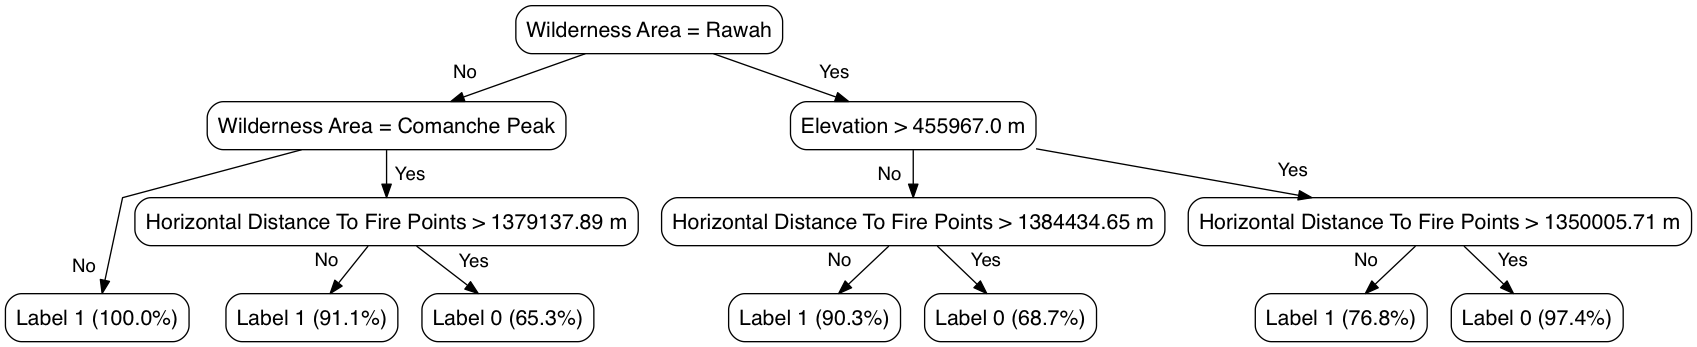 Wilderness Area = Rawah
No
Yes
Wilderness Area = Comanche Peak
Elevation > 455967.0 m
No
Yes
No
Yes
Horizontal Distance To Fire Points > 1379137.89 m
Horizontal Distance To Fire Points > 1384434.65 m
Horizontal Distance To Fire Points > 1350005.71 m
No
Yes
No
Yes
No
Yes
Label 1 (100.0%)
Label 1 (91.1%)
Label 0 (65.3%)
Label 1 (90.3%)
Label 0 (68.7%)
Label 1 (76.8%)
Label 0 (97.4%)